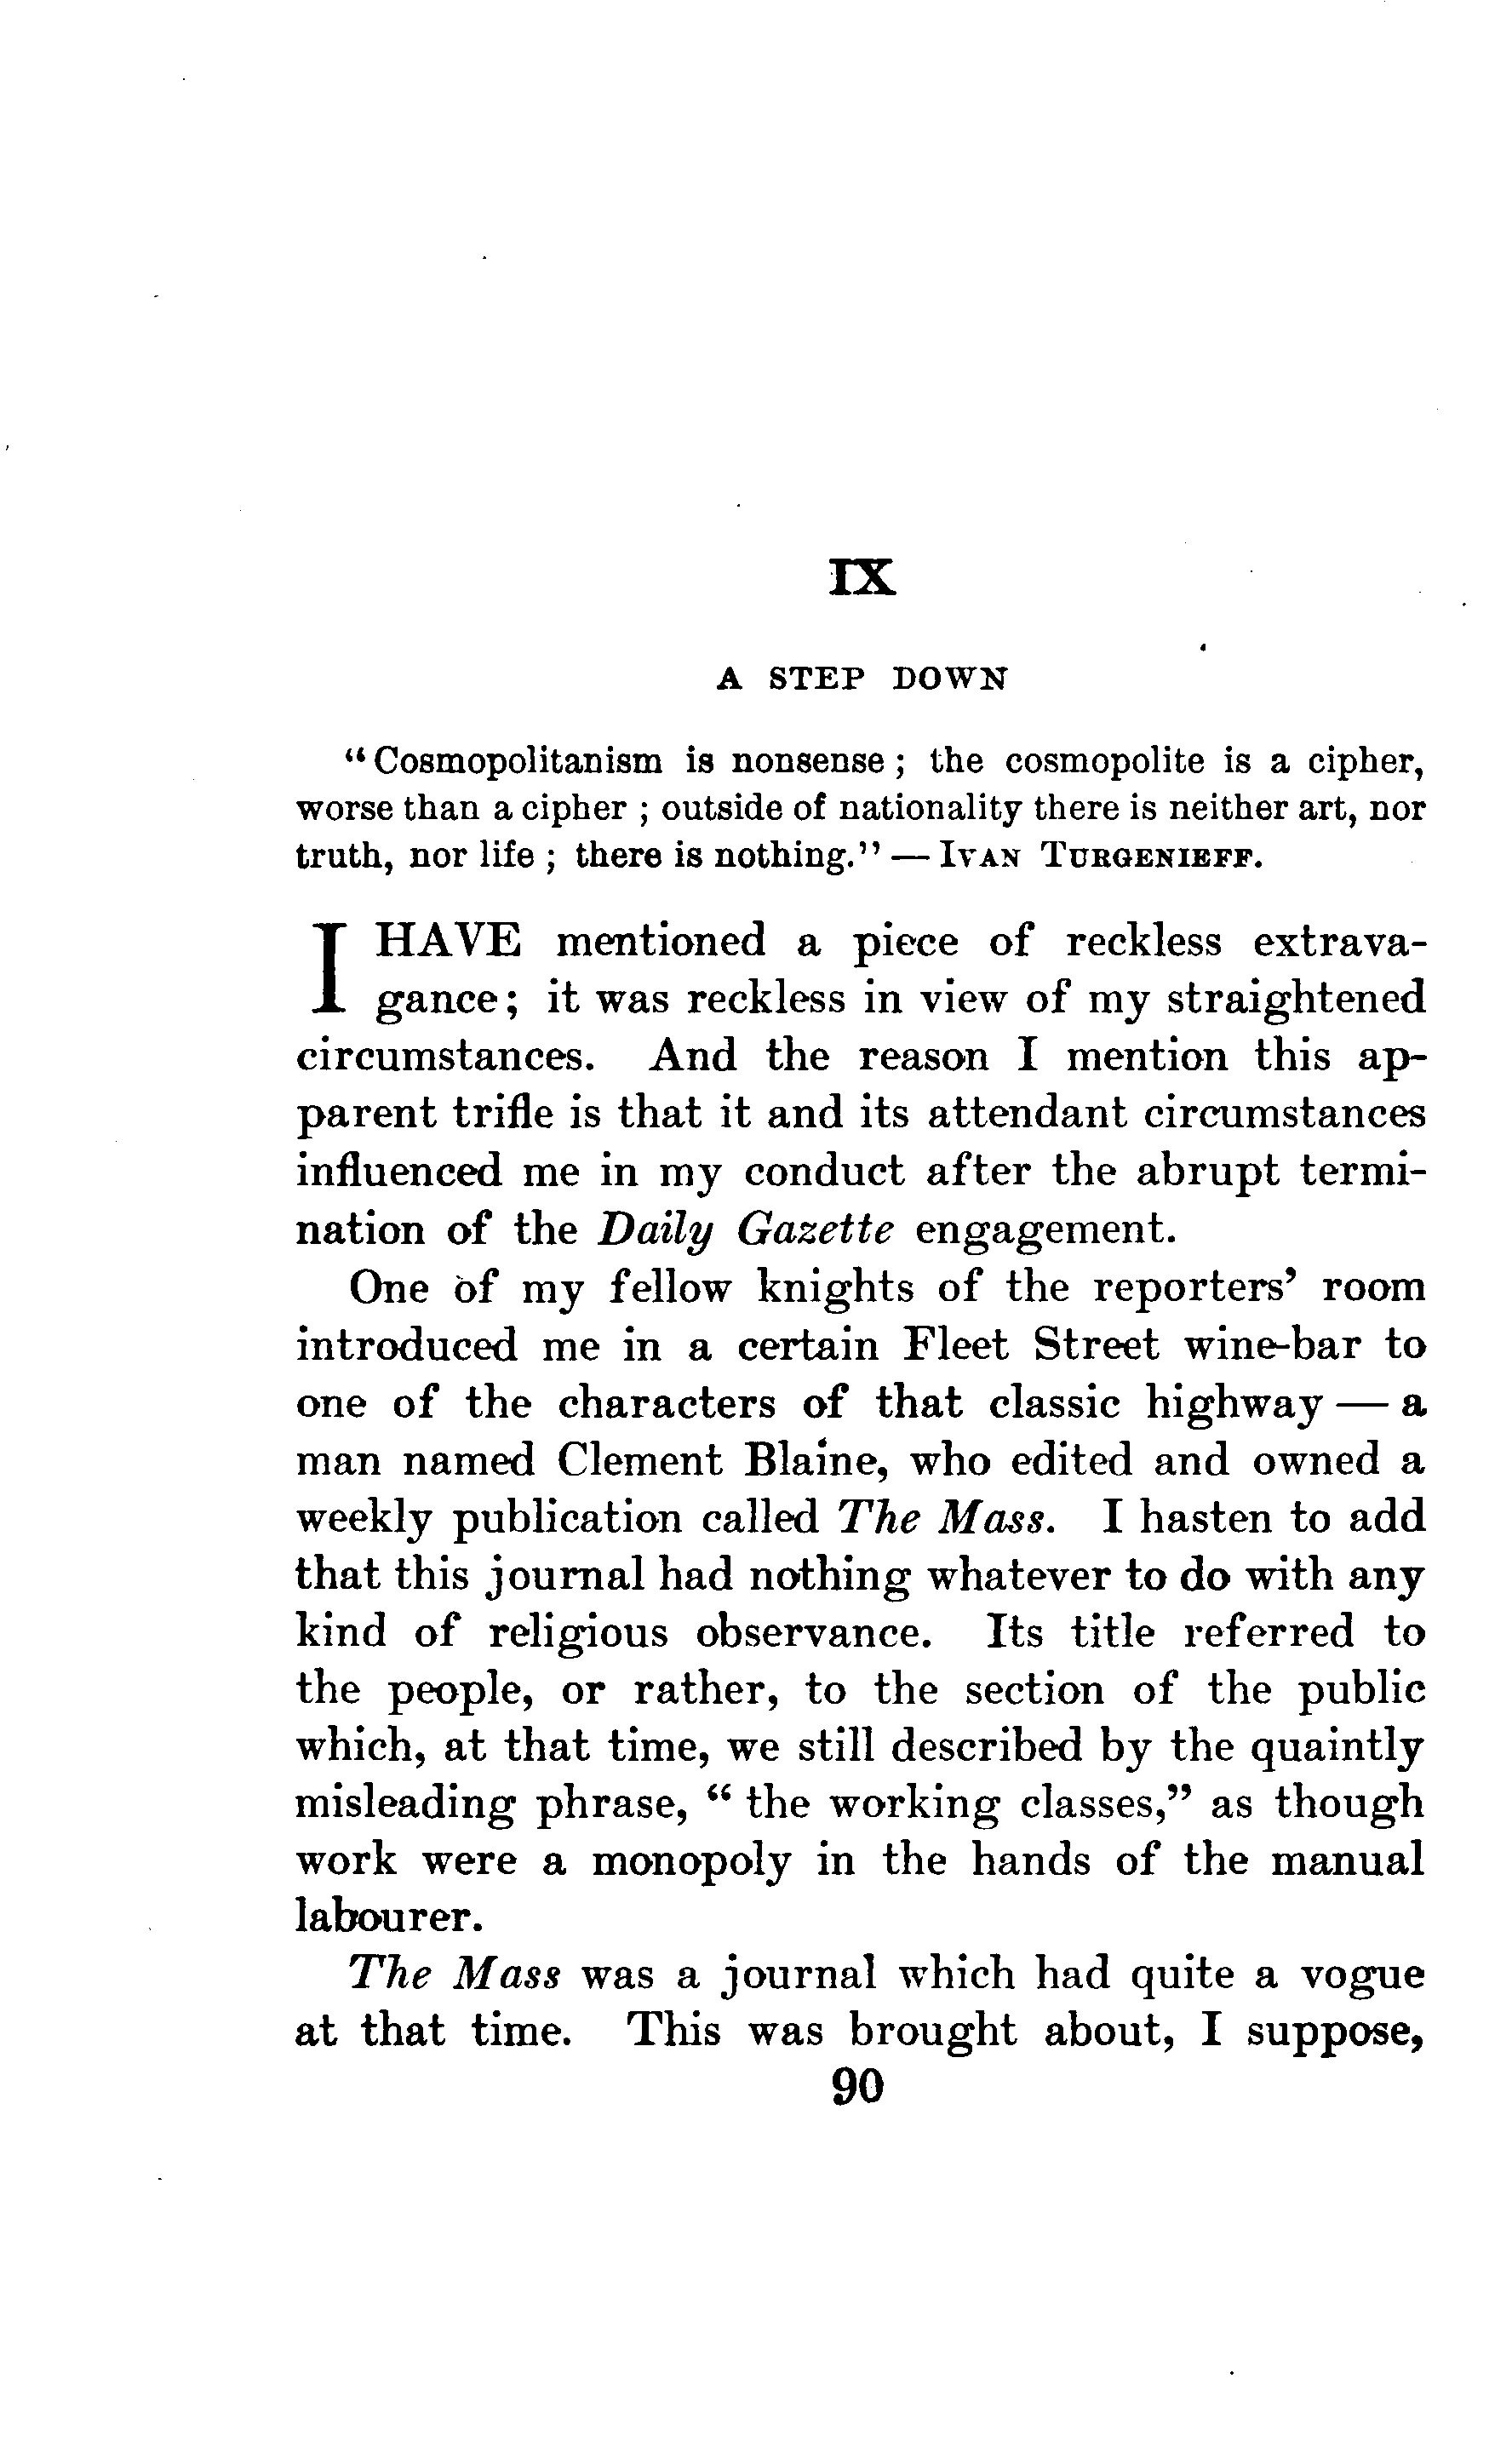 IX
A STEP DOWN
"Cosmopolitanism is nonsense; the cosmopolite is a cipher,
worse than a cipher; outside of nationality there is neither art, nor
truth, nor life; there is nothing." — IVAN TURGENIEFF.
I HAVE mentioned a piece of reckless extrava-
gance; it was reckless in view of my straightened
circumstances. And the reason I mention this ap-
parent trifle is that it and its attendant circumstances
influenced me in my conduct after the abrupt termi-
nation of the Daily Gazette engagement.
One of my fellow knights of the reporters' room
introduced me in a certain Fleet Street wine-bar to
one of the characters of that classic highway — a
man named Clement Blaine, who edited and owned a
weekly publication called The Mass. I hasten to add
that this journal had nothing whatever to do with any
kind of religious observance. Its title referred to
the people, or rather, to the section of the public
which, at that time, we still described by the quaintly
misleading phrase, "the working classes," as though
work were a monopoly in the hands of the manual
labourer.
The Mass was a journal which had quite a vogue
at that time. This was brought about, I suppose,
90